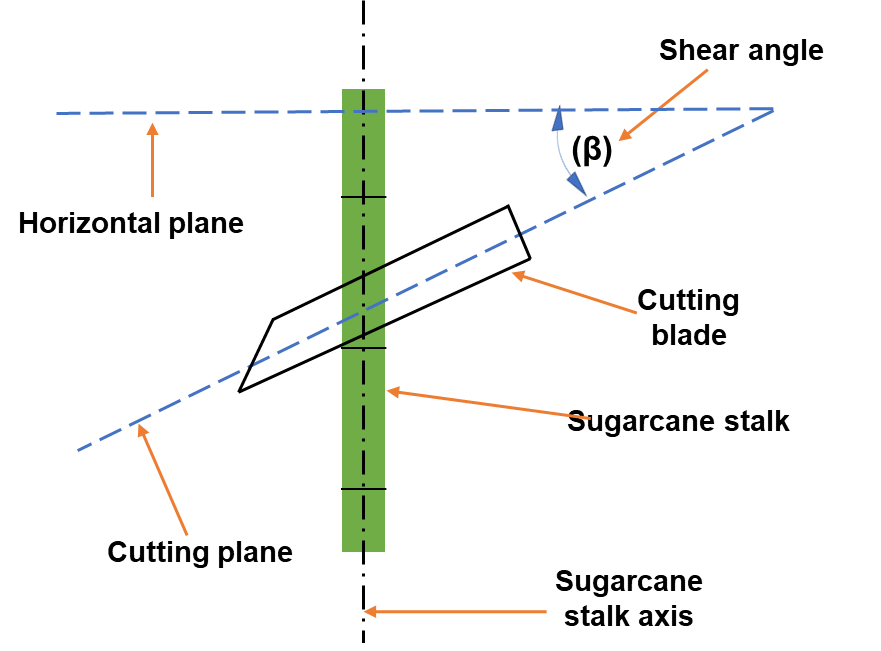 Shear angle
(β)
Horizontal plane
Cutting
blade
Sugarcane stalk
Cutting plane
Sugarcane
stalk axis